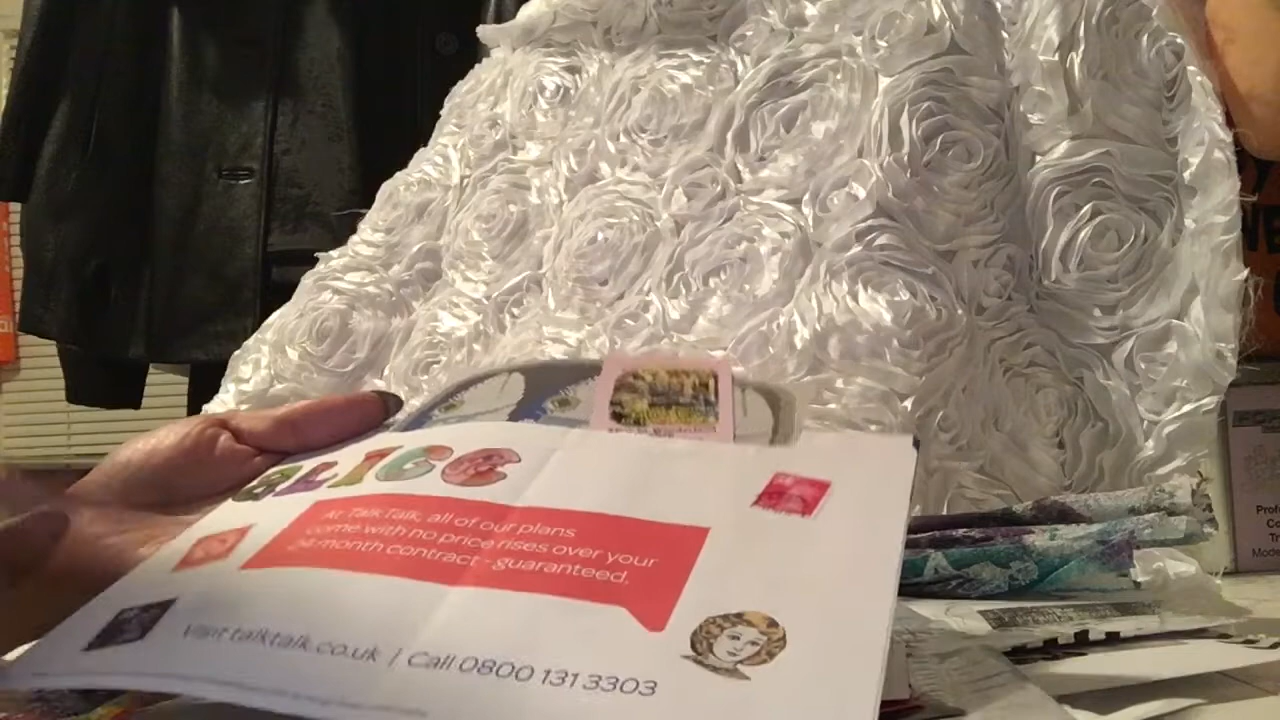 ALICE
At TalkTalk, all of our plans
come with no price rises over your
24 month contract - guaranteed.
Visit talktalk.co.uk | Call 0800 131 3303